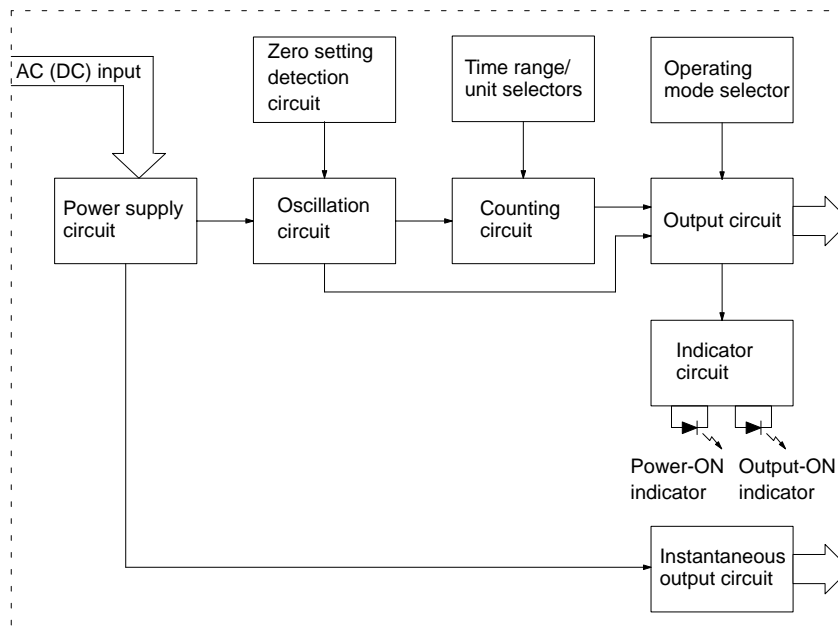 AC (DC) input
Zero setting
detection
circuit
Time range/
unit selectors
Operating
mode selector
Power supply
circuit
Oscillation
circuit
Counting
circuit
Output circuit
Indicator
circuit
Power-ON
indicator
Output-ON
indicator
Instantaneous
output circuit